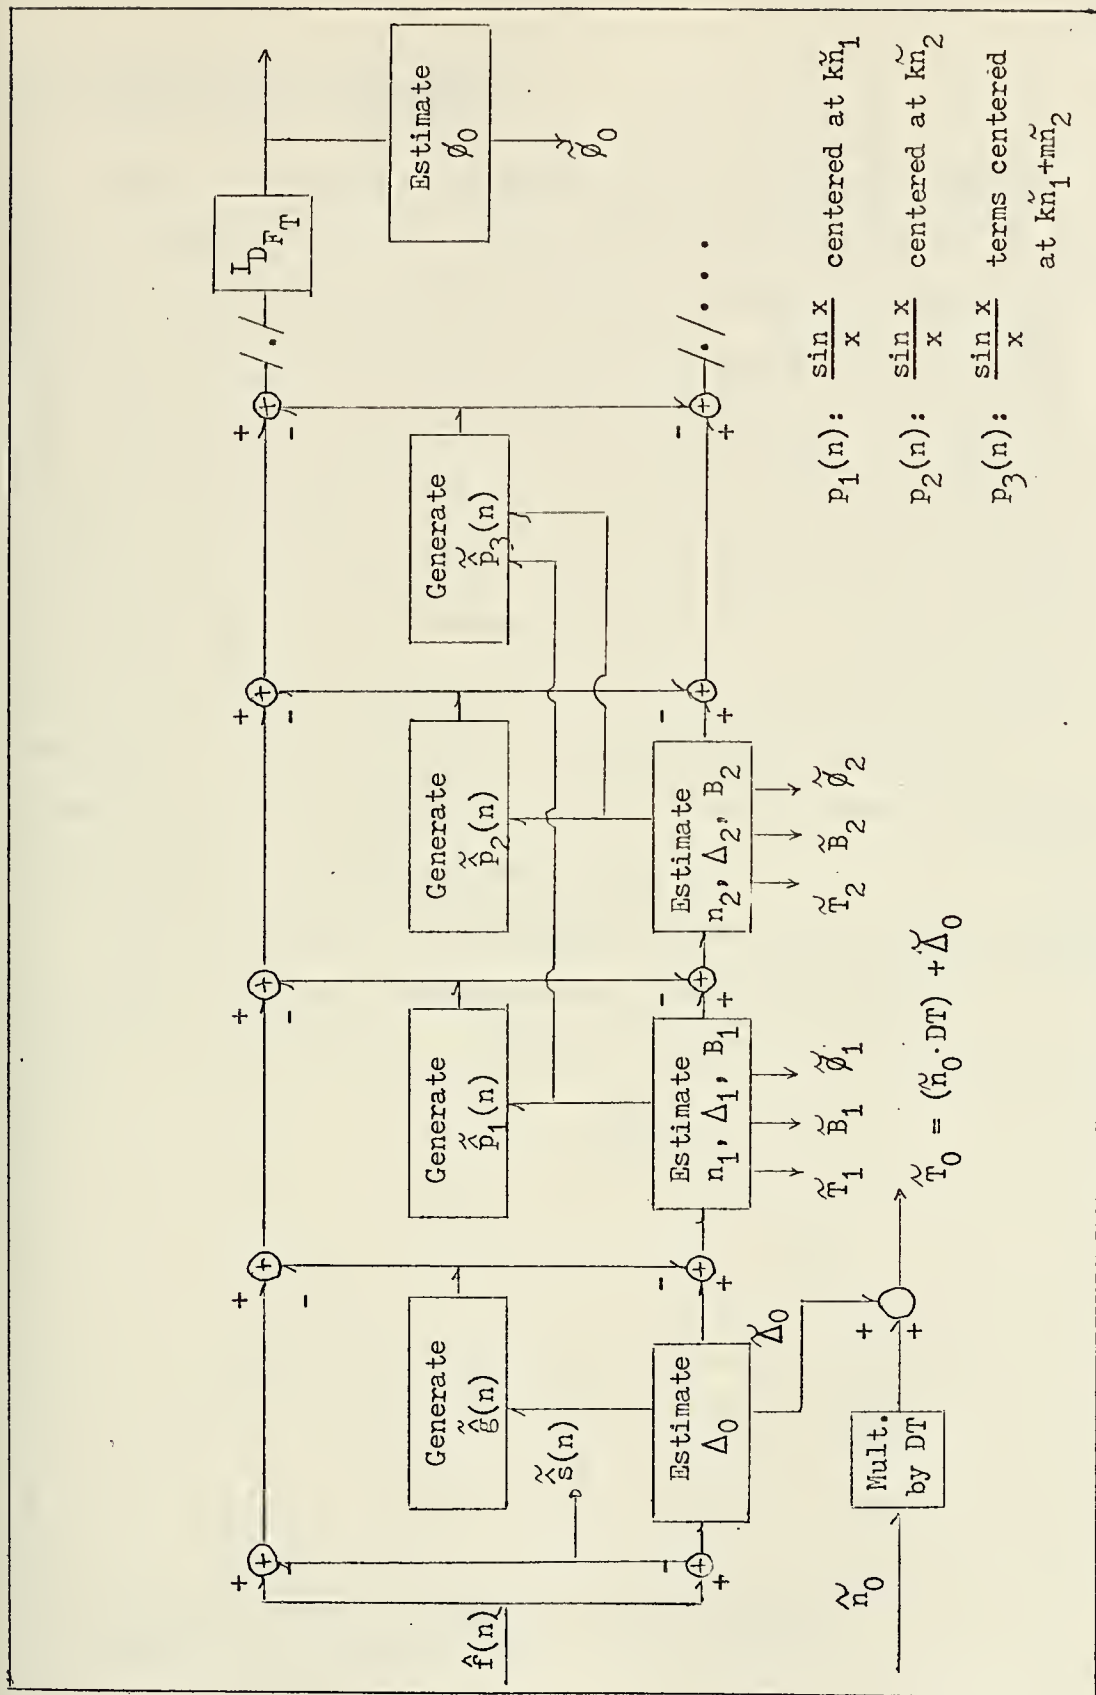 f̂(n)
+
-
+
-
ŝ̃(n)
Generate
ĝ̃(n)
Estimate
Δ₀
Δ̃₀
ñ₀
Mult.
by DT
+
+
T̃₀ = (ñ₀·DT) + Δ̃₀
+
-
-
+
Generate
p̂̃₁(n)
Estimate
n₁, Δ₁, B₁
T̃₁ B̃₁ ø̃₁
+
-
-
+
Generate
p̂̃₂(n)
Estimate
n₂, Δ₂, B₂
T̃₂ B̃₂ ø̃₂
+
-
-
+
Generate
p̂̃₃(n)
+
-
-
+
IDFT
Estimate
ø₀
ø̃₀
p₁(n): sin x / x centered at kñ₁
p₂(n): sin x / x centered at kñ₂
p₃(n): sin x / x terms centered
at kñ₁+mñ₂